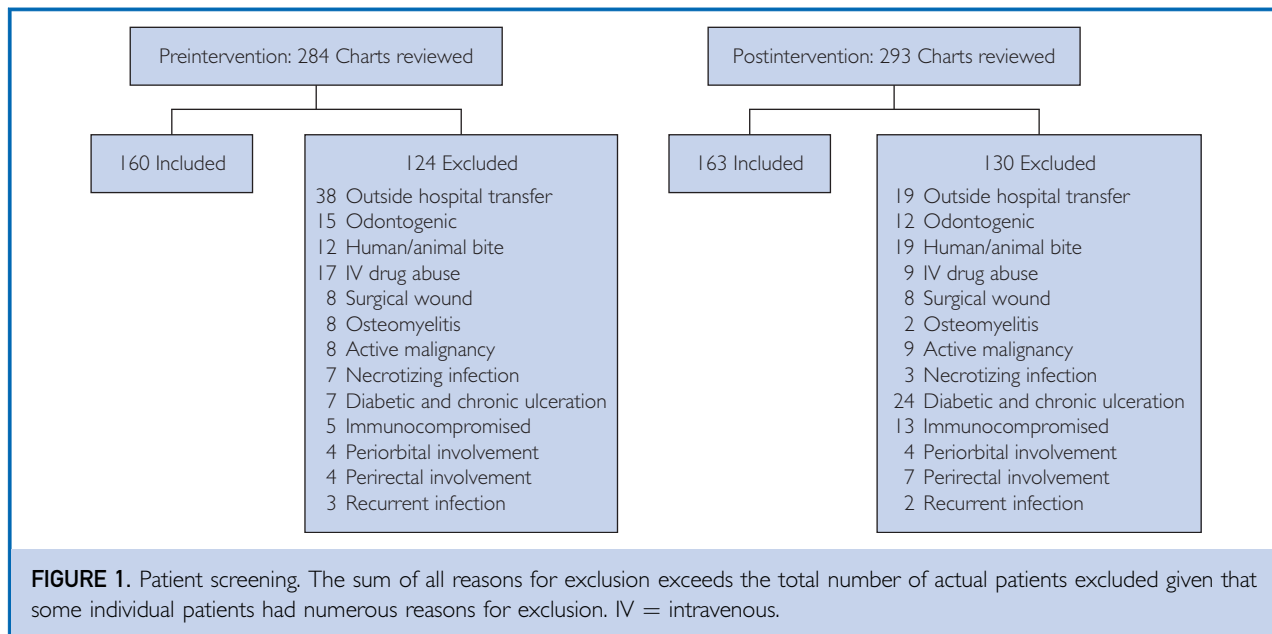 Preintervention: 284 Charts reviewed
160 Included
124 Excluded
38 Outside hospital transfer
15 Odontogenic
12 Human/animal bite
17 IV drug abuse
8 Surgical wound
8 Osteomyelitis
8 Active malignancy
7 Necrotizing infection
7 Diabetic and chronic ulceration
5 Immunocompromised
4 Periorbital involvement
4 Perirectal involvement
3 Recurrent infection
Postintervention: 293 Charts reviewed
163 Included
130 Excluded
19 Outside hospital transfer
12 Odontogenic
19 Human/animal bite
9 IV drug abuse
8 Surgical wound
2 Osteomyelitis
9 Active malignancy
3 Necrotizing infection
24 Diabetic and chronic ulceration
13 Immunocompromised
4 Periorbital involvement
7 Perirectal involvement
2 Recurrent infection
FIGURE 1. Patient screening. The sum of all reasons for exclusion exceeds the total number of actual patients excluded given that
some individual patients had numerous reasons for exclusion. IV = intravenous.